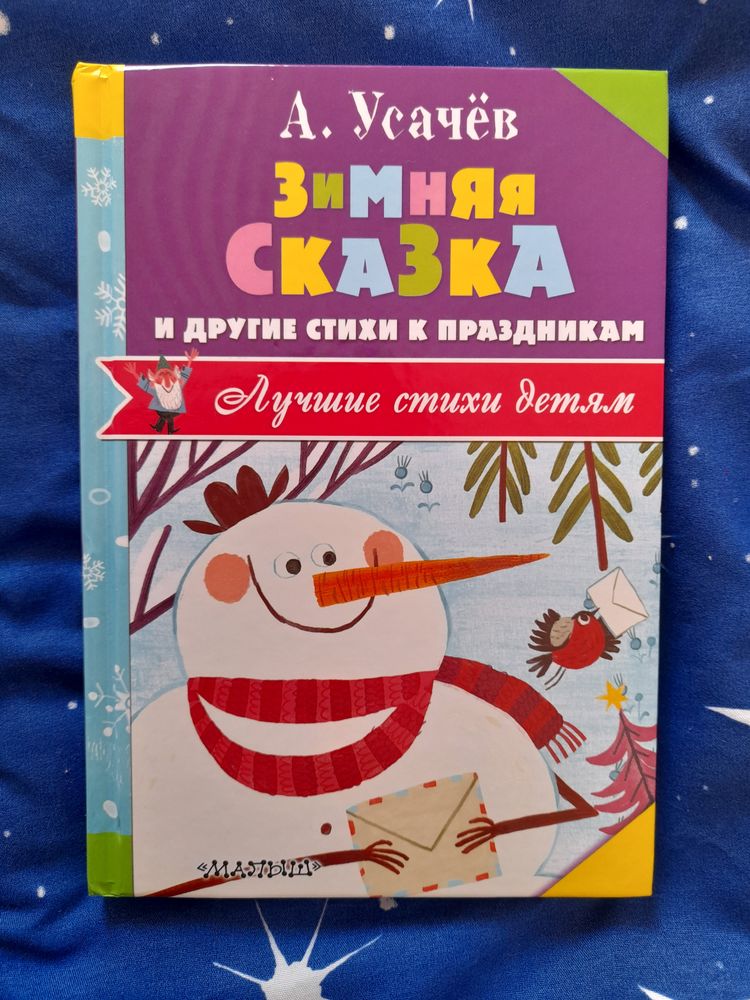 А. Усачёв
Зимняя
Сказка
и другие стихи к праздникам
Лучшие стихи детям
«МАЛЫШ»